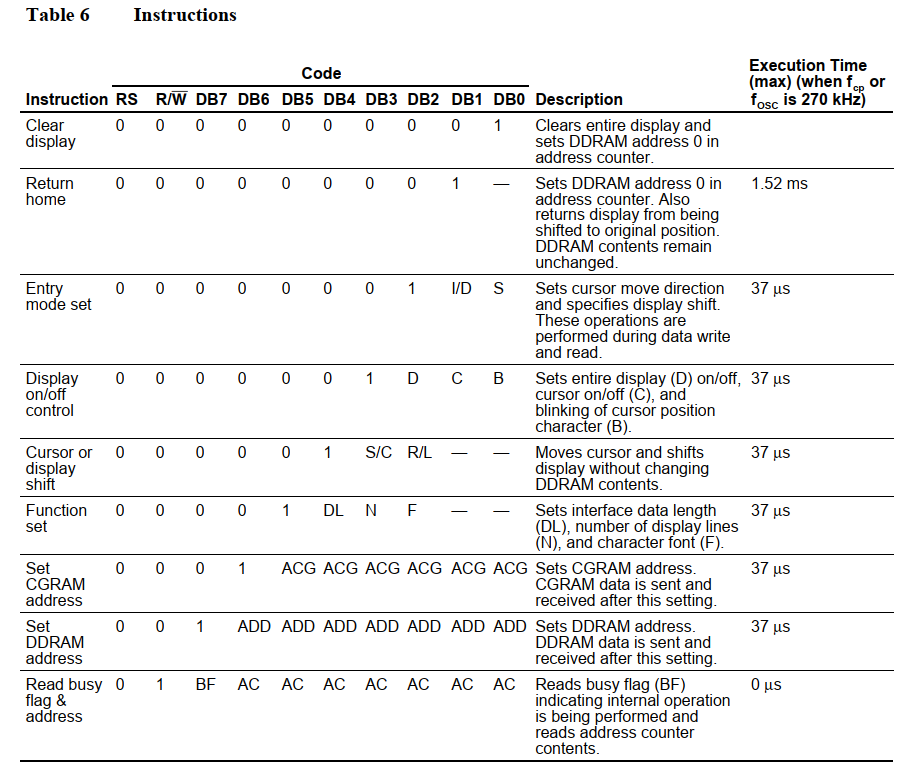 Table 6 Instructions
Code
Execution Time
(max) (when fcp or
Instruction RS R/W̅ DB7 DB6 DB5 DB4 DB3 DB2 DB1 DB0 Description fOSC is 270 kHz)
Clear 0 0 0 0 0 0 0 0 0 1 Clears entire display and
display sets DDRAM address 0 in
address counter.
Return 0 0 0 0 0 0 0 0 1 — Sets DDRAM address 0 in 1.52 ms
home address counter. Also
returns display from being
shifted to original position.
DDRAM contents remain
unchanged.
Entry 0 0 0 0 0 0 0 1 I/D S Sets cursor move direction 37 µs
mode set and specifies display shift.
These operations are
performed during data write
and read.
Display 0 0 0 0 0 0 1 D C B Sets entire display (D) on/off, 37 µs
on/off cursor on/off (C), and
control blinking of cursor position
character (B).
Cursor or 0 0 0 0 0 1 S/C R/L — — Moves cursor and shifts 37 µs
display display without changing
shift DDRAM contents.
Function 0 0 0 0 1 DL N F — — Sets interface data length 37 µs
set (DL), number of display lines
(N), and character font (F).
Set 0 0 0 1 ACG ACG ACG ACG ACG ACG Sets CGRAM address. 37 µs
CGRAM CGRAM data is sent and
address received after this setting.
Set 0 0 1 ADD ADD ADD ADD ADD ADD ADD Sets DDRAM address. 37 µs
DDRAM DDRAM data is sent and
address received after this setting.
Read busy 0 1 BF AC AC AC AC AC AC AC Reads busy flag (BF) 0 µs
flag & indicating internal operation
address is being performed and
reads address counter
contents.